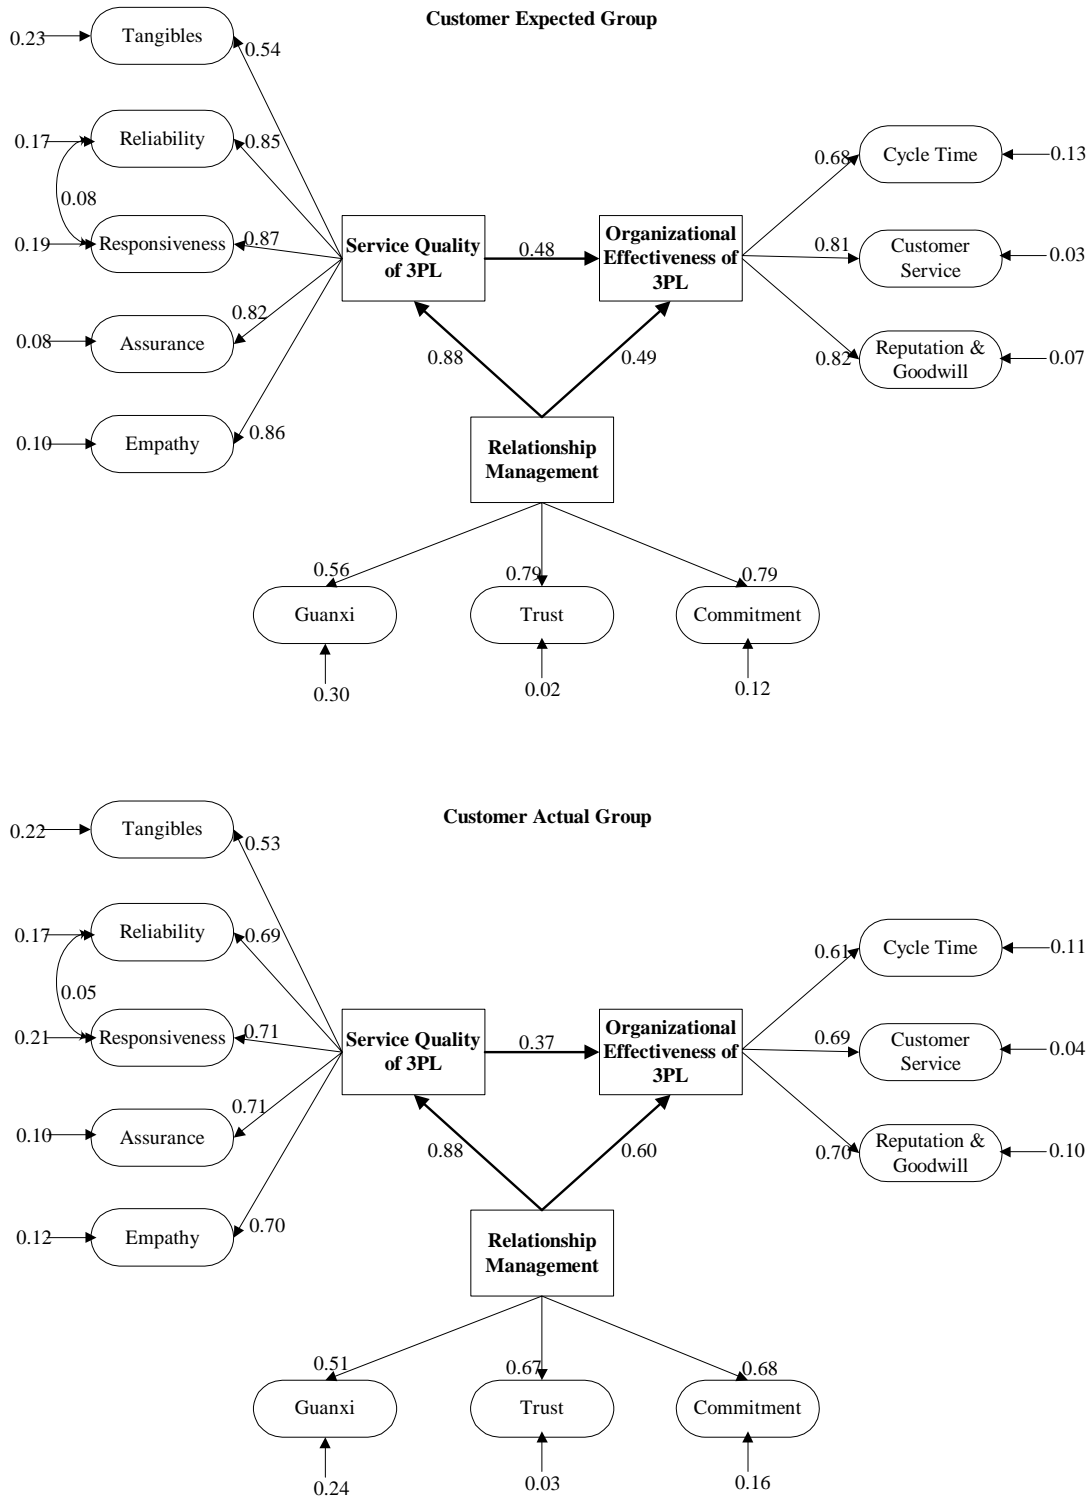 Customer Expected Group
Tangibles
0.23
0.54
Reliability
0.17
0.85
0.08
Responsiveness
0.19
0.87
Assurance
0.08
0.82
Empathy
0.10
0.86
Service Quality
of 3PL
0.48
Organizational
Effectiveness of
3PL
0.68
Cycle Time
0.13
0.81
Customer
Service
0.03
0.82
Reputation &
Goodwill
0.07
0.88
0.49
Relationship
Management
0.56
0.79
0.79
Guanxi
Trust
Commitment
0.30
0.02
0.12
Customer Actual Group
Tangibles
0.22
0.53
Reliability
0.17
0.69
0.05
Responsiveness
0.21
0.71
Assurance
0.10
0.71
Empathy
0.12
0.70
Service Quality
of 3PL
0.37
Organizational
Effectiveness of
3PL
0.61
Cycle Time
0.11
0.69
Customer
Service
0.04
0.70
Reputation &
Goodwill
0.10
0.88
0.60
Relationship
Management
0.51
0.67
0.68
Guanxi
Trust
Commitment
0.24
0.03
0.16